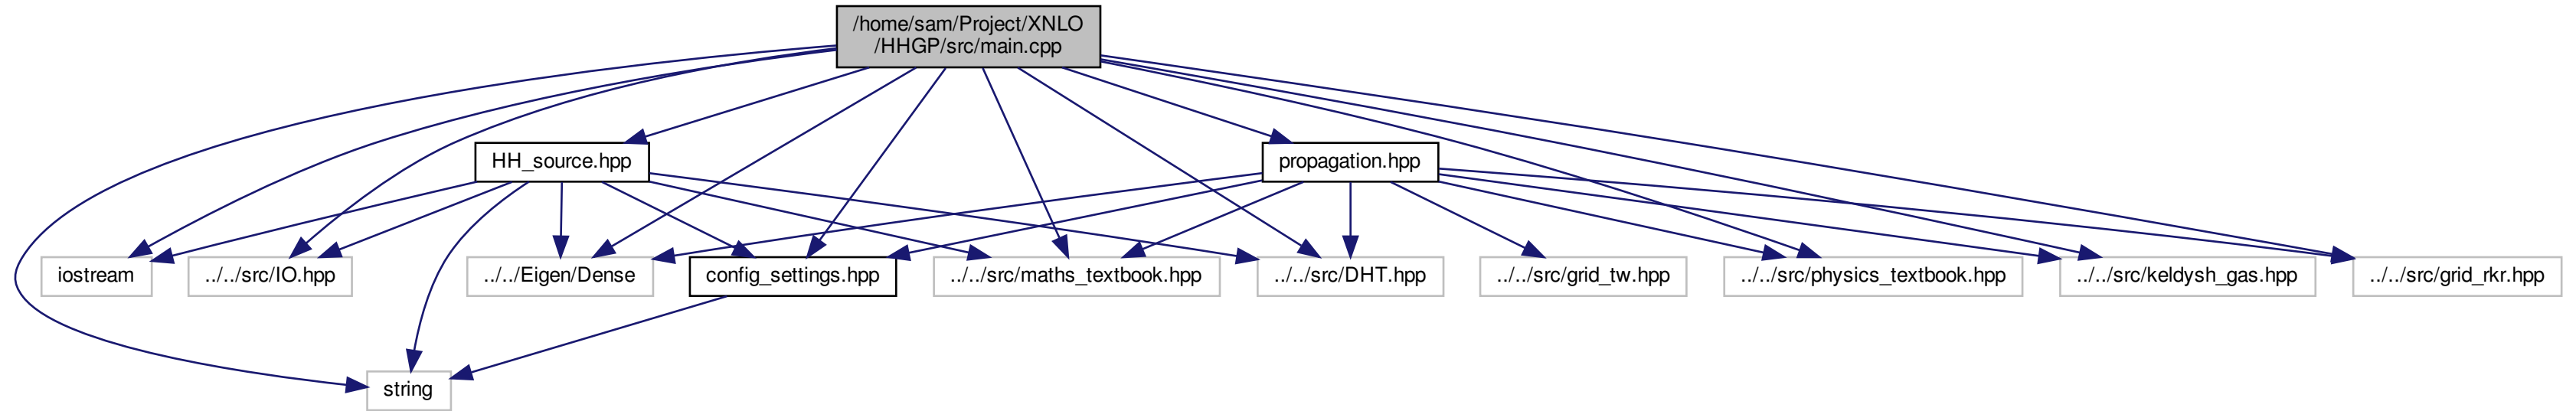 /home/sam/Project/XNLO
/HHGP/src/main.cpp
HH_source.hpp
propagation.hpp
iostream
../../src/IO.hpp
../../Eigen/Dense
config_settings.hpp
../../src/maths_textbook.hpp
../../src/DHT.hpp
../../src/grid_tw.hpp
../../src/physics_textbook.hpp
../../src/keldysh_gas.hpp
../../src/grid_rkr.hpp
string